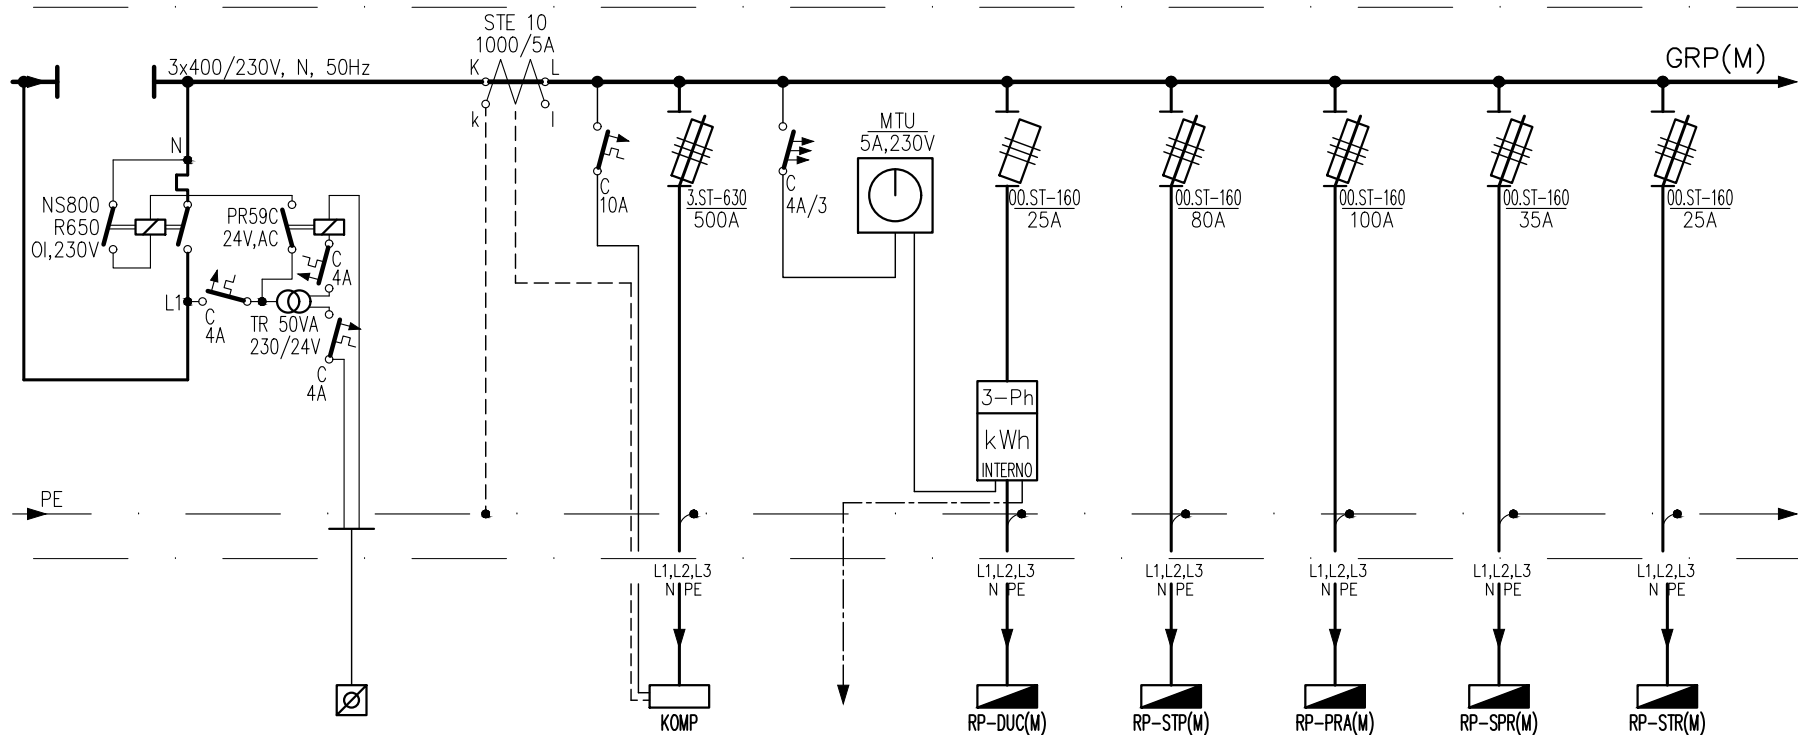 STE 10
1000/5A
3x400/230V, N, 50Hz
K
L
GRP(M)
k
l
N
MTU
5A,230V
C
10A
3.ST-630
500A
C
4A/3
00.ST-160
25A
00.ST-160
80A
00.ST-160
100A
00.ST-160
35A
00.ST-160
25A
NS800
R650
OI,230V
PR59C
24V,AC
C
4A
L1
C
4A
TR 50VA
230/24V
C
4A
3-Ph
kWh
INTERNO
PE
L1,L2,L3
N PE
L1,L2,L3
N PE
L1,L2,L3
N PE
L1,L2,L3
N PE
L1,L2,L3
N PE
L1,L2,L3
N PE
KOMP
RP-DUC(M)
RP-STP(M)
RP-PRA(M)
RP-SPR(M)
RP-STR(M)